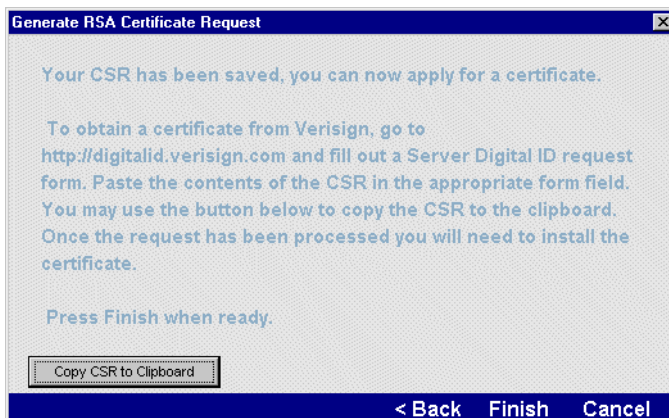 Generate RSA Certificate Request
Your CSR has been saved, you can now apply for a certificate.
To obtain a certificate from Verisign, go to
http://digitalid.verisign.com and fill out a Server Digital ID request
form. Paste the contents of the CSR in the appropriate form field.
You may use the button below to copy the CSR to the clipboard.
Once the request has been processed you will need to install the
certificate.
Press Finish when ready.
Copy CSR to Clipboard
< Back Finish Cancel